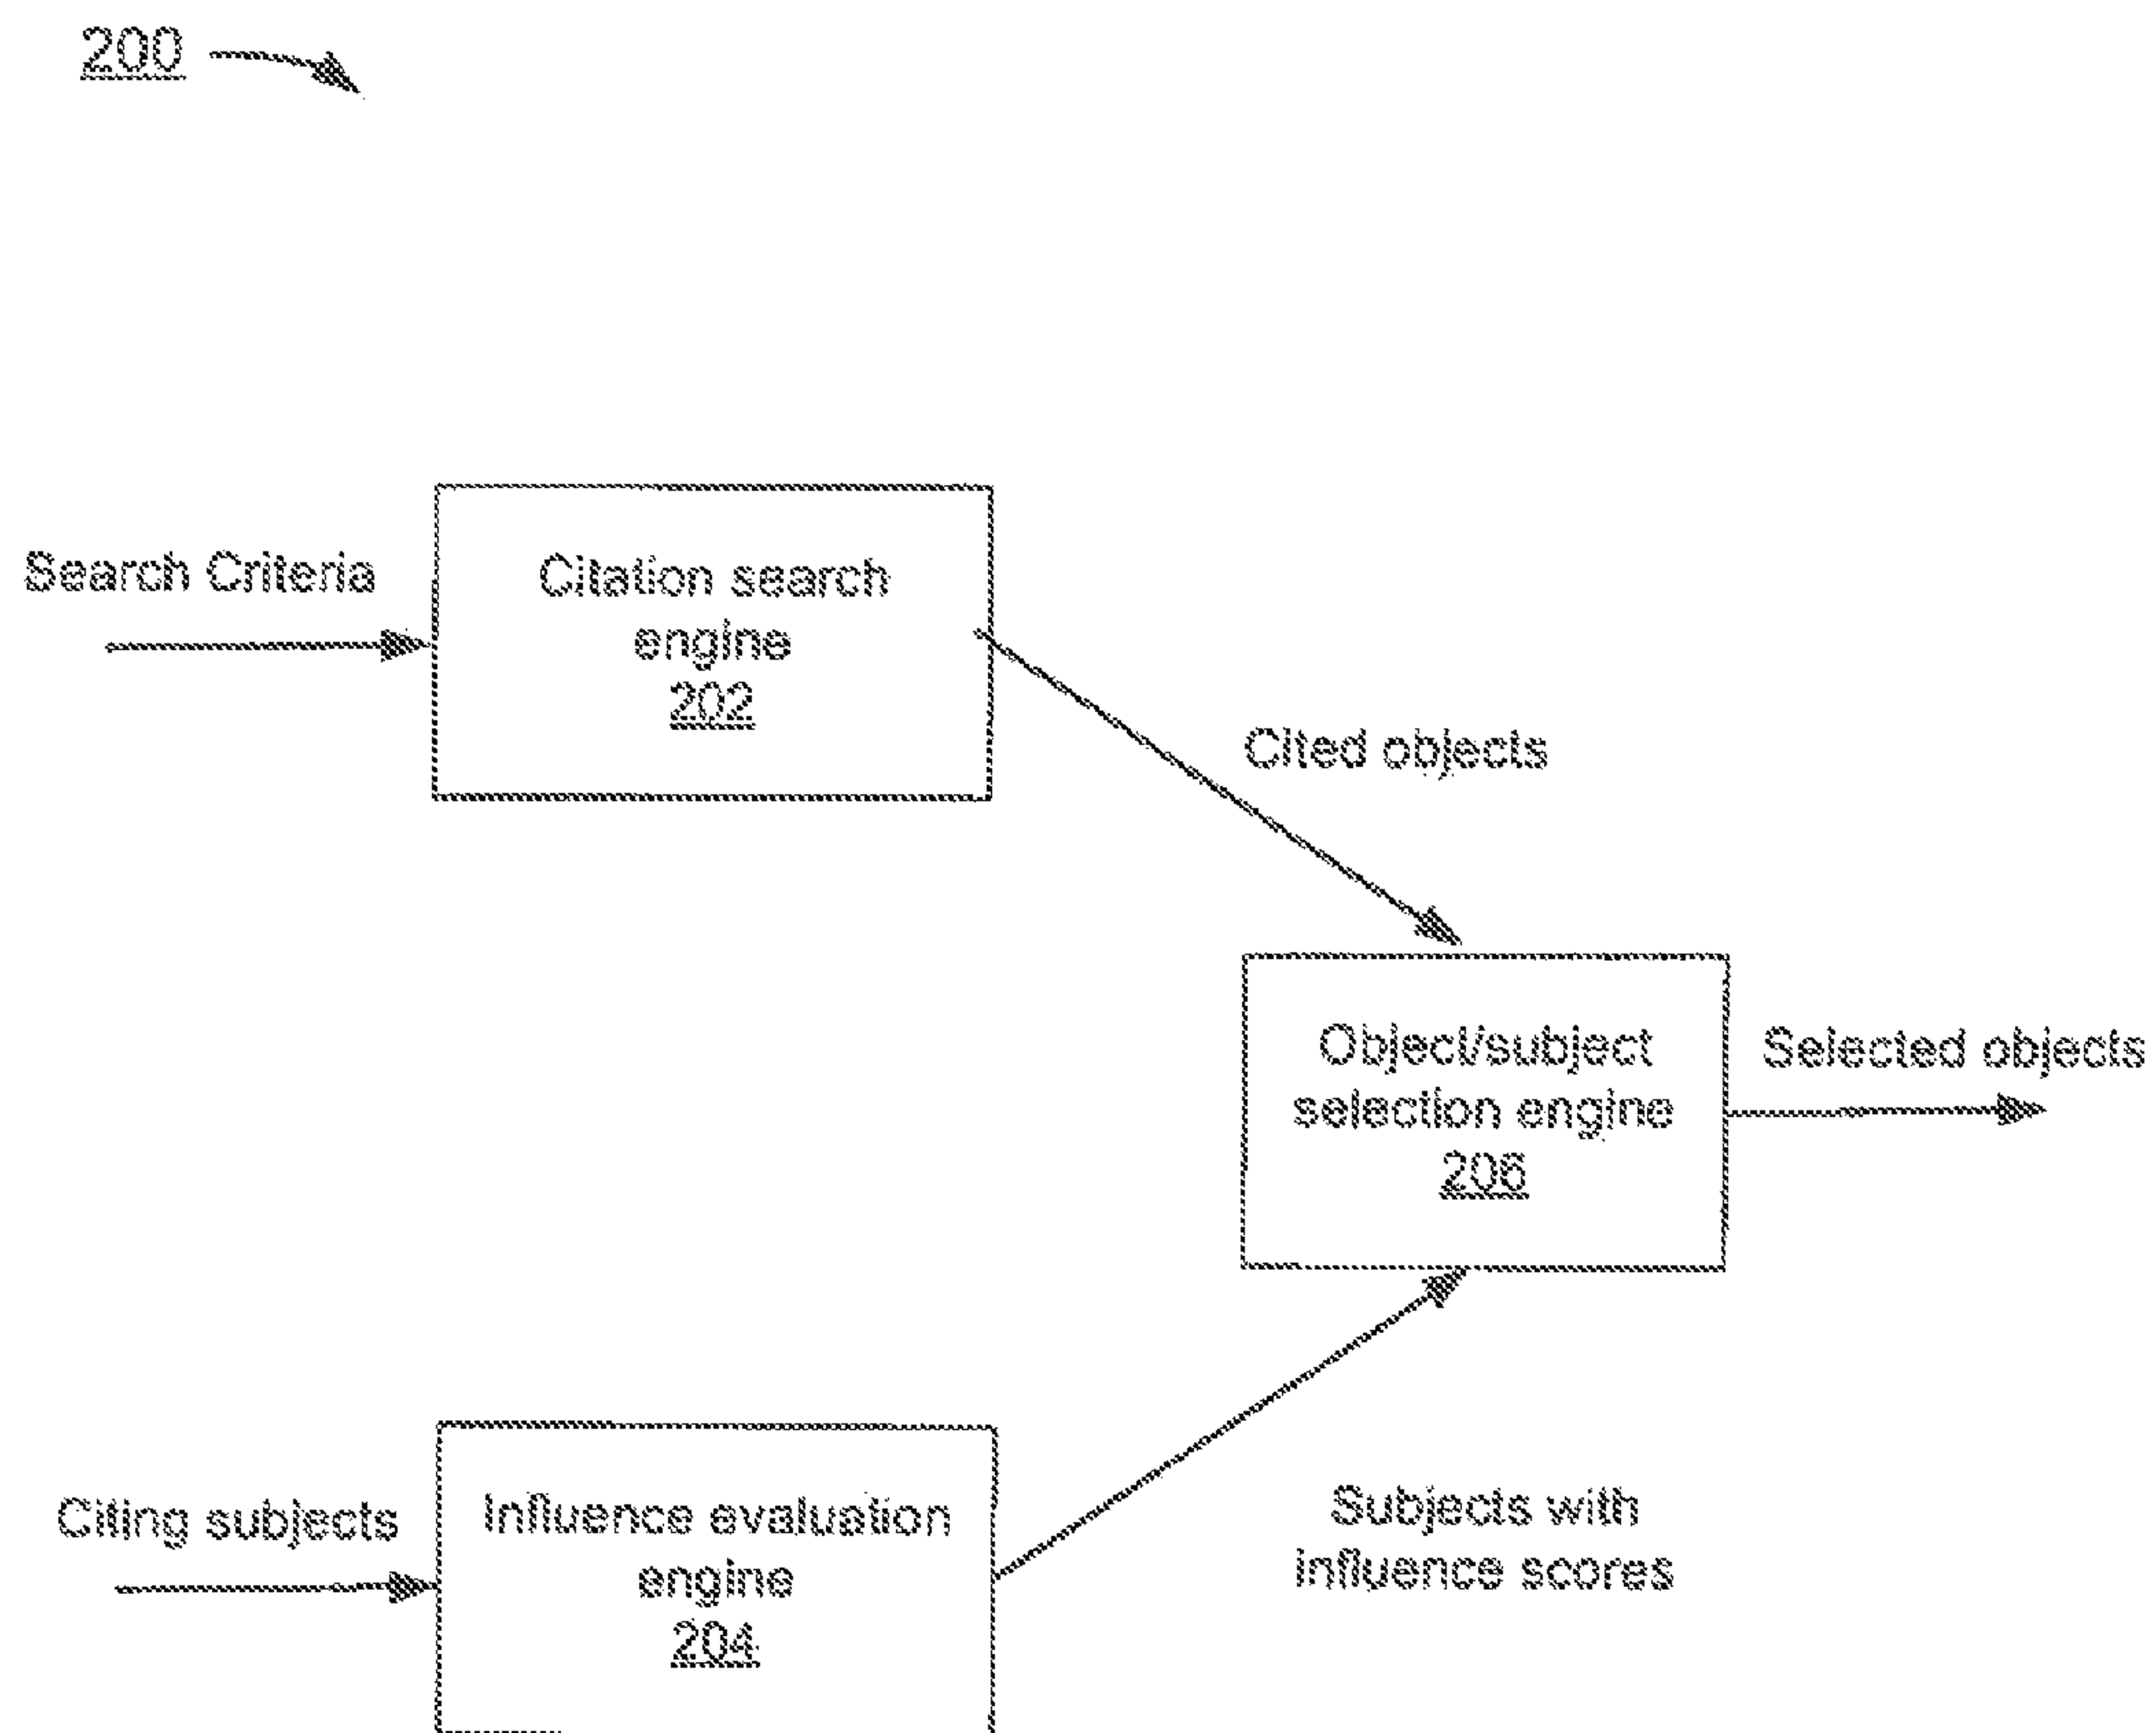 200
Search Criteria
Citation search
engine
202
Cited objects
Object/subject
selection engine
206
Selected objects
Citing subjects
Influence evaluation
engine
204
Subjects with
influence scores